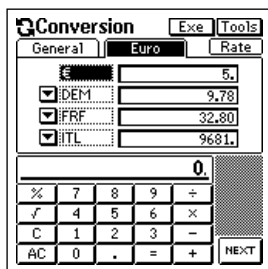 Conversion Exe Tools
General Euro Rate
€ 5.
DEM 9.78
FRF 32.80
ITL 9681.
0.
% 7 8 9 ÷
√ 4 5 6 ×
C 1 2 3 −
AC 0 . = + NEXT